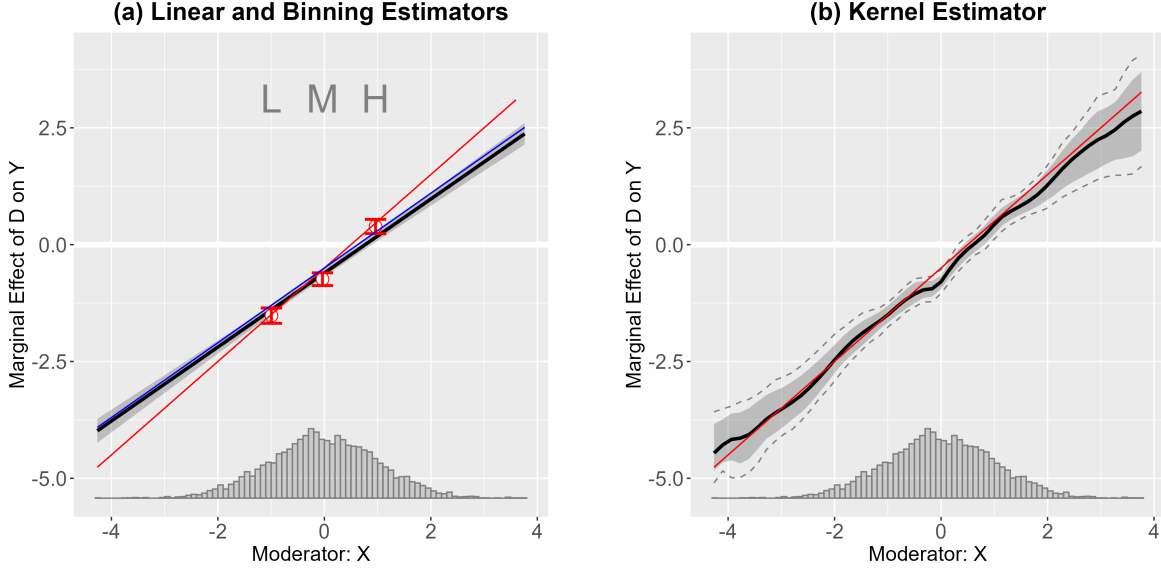 (a) Linear and Binning Estimators
L M H
Marginal Effect of D on Y
2.5
0.0
-2.5
-5.0
-4 -2 0 2 4
Moderator: X
(b) Kernel Estimator
Marginal Effect of D on Y
2.5
0.0
-2.5
-5.0
-4 -2 0 2 4
Moderator: X